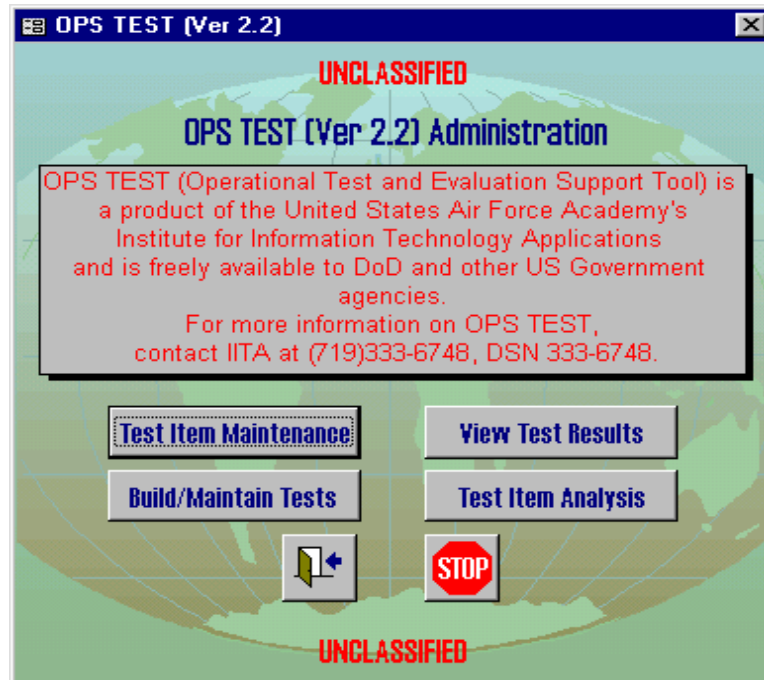 OPS TEST (Ver 2.2)
UNCLASSIFIED
OPS TEST (Ver 2.2) Administration
OPS TEST (Operational Test and Evaluation Support Tool) is
a product of the United States Air Force Academy's
Institute for Information Technology Applications
and is freely available to DoD and other US Government
agencies.
For more information on OPS TEST,
contact IITA at (719)333-6748, DSN 333-6748.
Test Item Maintenance
View Test Results
Build/Maintain Tests
Test Item Analysis
STOP
UNCLASSIFIED